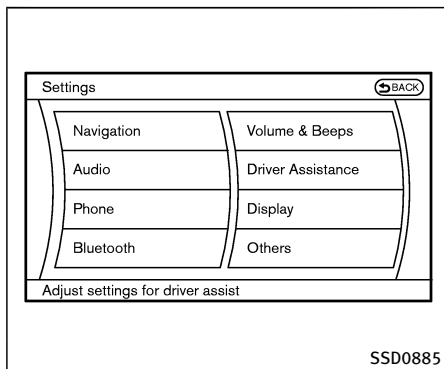 Settings
BACK
Navigation
Volume & Beeps
Audio
Driver Assistance
Phone
Display
Bluetooth
Others
Adjust settings for driver assist
SSD0885